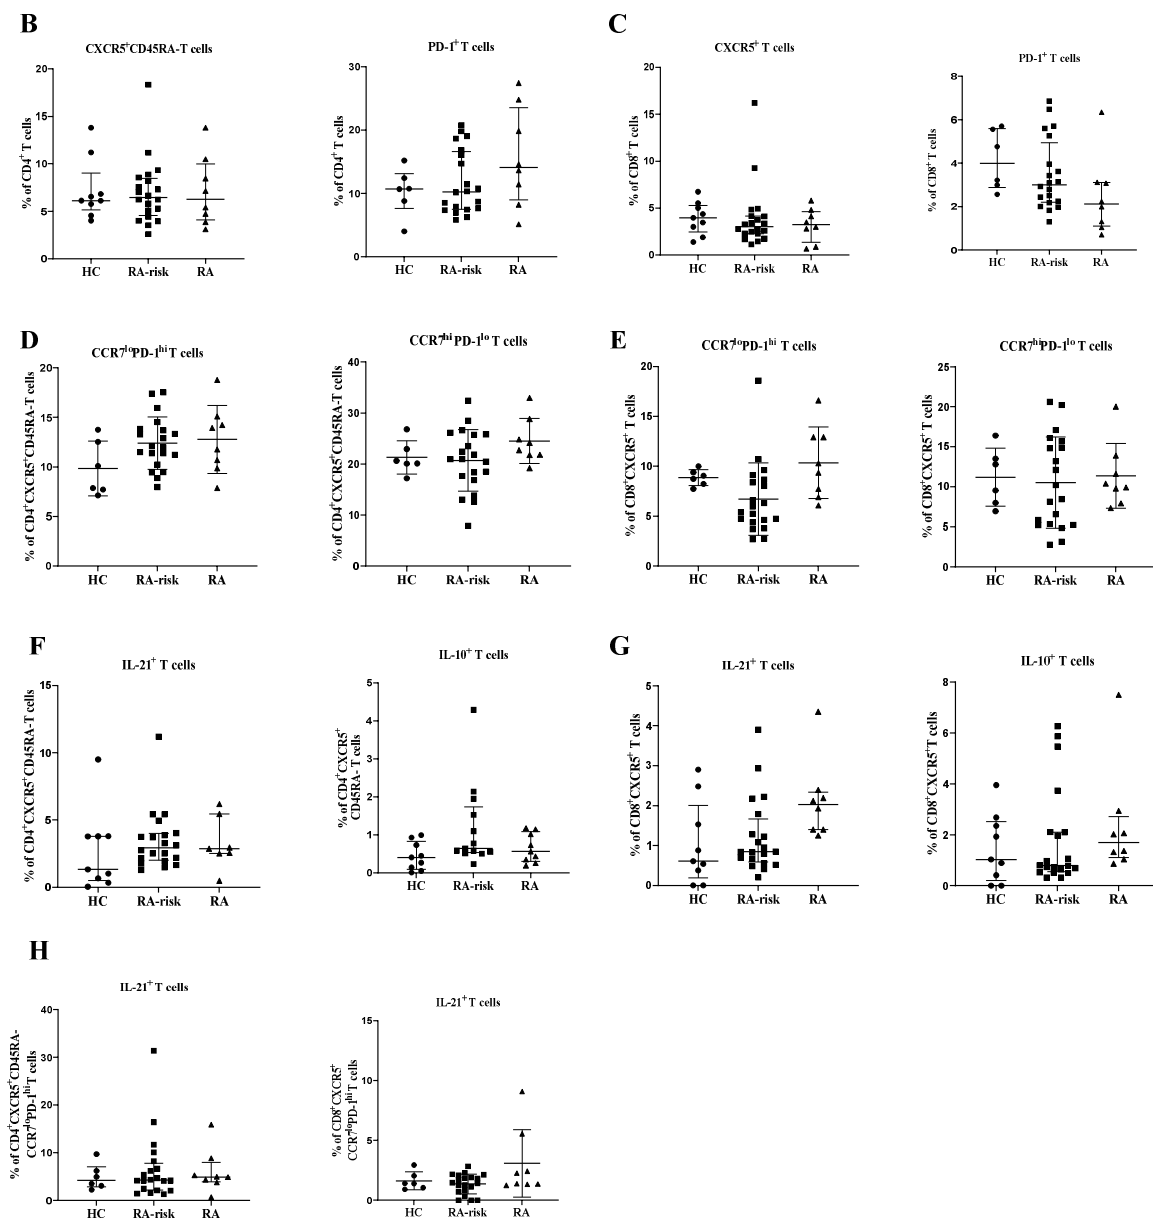 B
CXCR5+CD45RA-T cells
% of CD4+ T cells
20
15
10
5
0
HC RA-risk RA
PD-1+ T cells
% of CD4+ T cells
30
20
10
0
HC RA-risk RA
C
CXCR5+ T cells
% of CD8+ T cells
20
15
10
5
0
HC RA-risk RA
PD-1+ T cells
% of CD8+ T cells
8
6
4
2
0
HC RA-risk RA
D
CCR7loPD-1hi T cells
% of CD4+CXCR5+CD45RA-T cells
20
15
10
5
0
HC RA-risk RA
CCR7hiPD-1lo T cells
% of CD4+CXCR5+CD45RA-T cells
40
30
20
10
0
HC RA-risk RA
E
CCR7loPD-1hi T cells
% of CD8+CXCR5+ T cells
20
15
10
5
0
HC RA-risk RA
CCR7hiPD-1lo T cells
% of CD8+CXCR5+ T cells
25
20
15
10
5
0
HC RA-risk RA
F
IL-21+ T cells
% of CD4+CXCR5+CD45RA-T cells
15
10
5
0
HC RA-risk RA
IL-10+ T cells
% of CD4+CXCR5+
CD45RA- T cells
5
4
3
2
1
0
HC RA-risk RA
G
IL-21+ T cells
% of CD8+CXCR5+ T cells
5
4
3
2
1
0
HC RA-risk RA
IL-10+ T cells
% of CD8+CXCR5+T cells
8
6
4
2
0
HC RA-risk RA
H
IL-21+ T cells
% of CD4+CXCR5+CD45RA-
CCR7loPD-1hiT cells
40
30
20
10
0
HC RA-risk RA
IL-21+ T cells
% of CD8+CXCR5+
CCR7loPD-1hiT cells
15
10
5
0
HC RA-risk RA